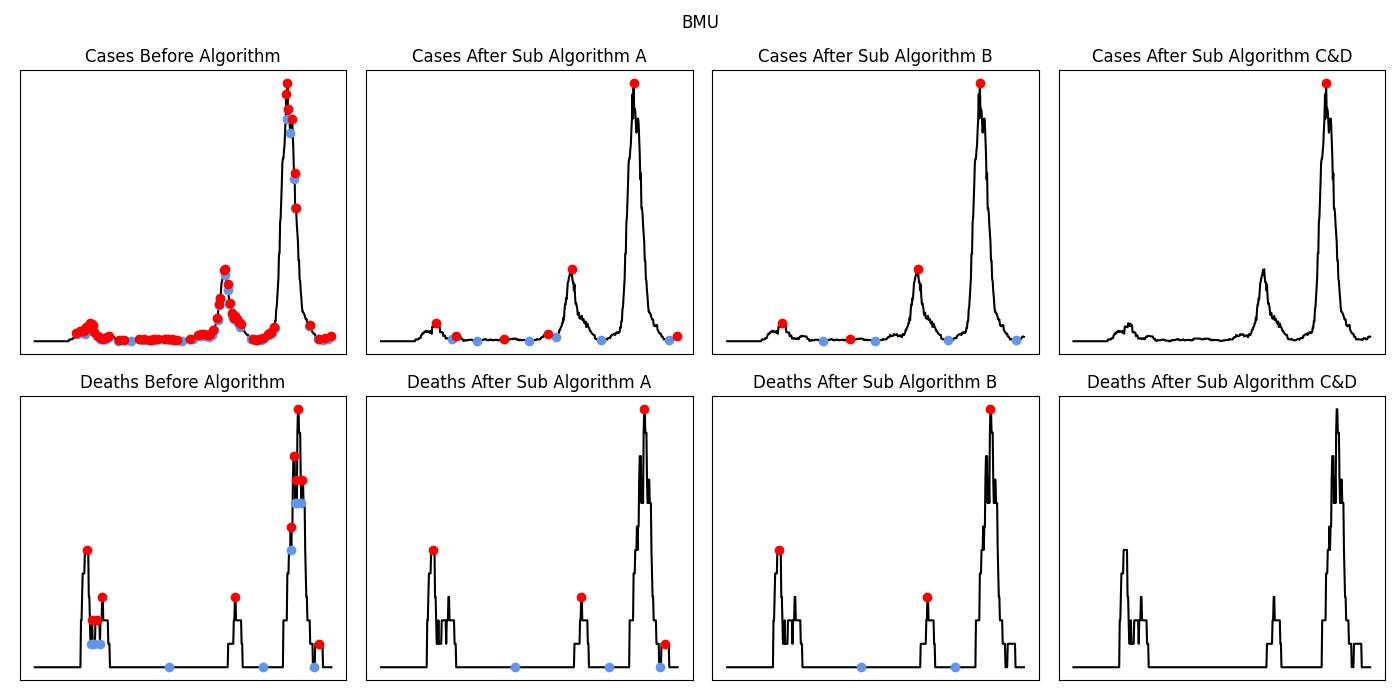 BMU
Cases Before Algorithm
Cases After Sub Algorithm A
Cases After Sub Algorithm B
Cases After Sub Algorithm C&D
Deaths Before Algorithm
Deaths After Sub Algorithm A
Deaths After Sub Algorithm B
Deaths After Sub Algorithm C&D